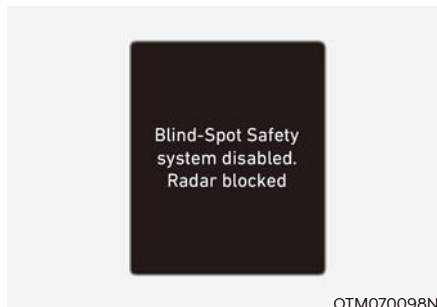 Blind-Spot Safety
system disabled.
Radar blocked
OTM070098N